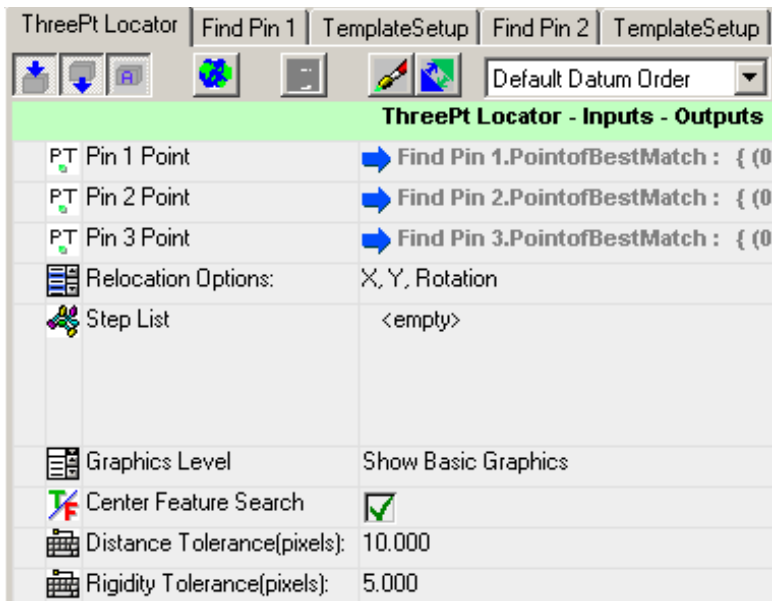 ThreePt Locator Find Pin 1 TemplateSetup Find Pin 2 TemplateSetup
A Default Datum Order
ThreePt Locator - Inputs - Outputs
PT Pin 1 Point Find Pin 1.PointofBestMatch : { (0
PT Pin 2 Point Find Pin 2.PointofBestMatch : { (0
PT Pin 3 Point Find Pin 3.PointofBestMatch : { (0
Relocation Options: X, Y, Rotation
Step List <empty>
Graphics Level Show Basic Graphics
T/F Center Feature Search
Distance Tolerance(pixels): 10.000
Rigidity Tolerance(pixels): 5.000